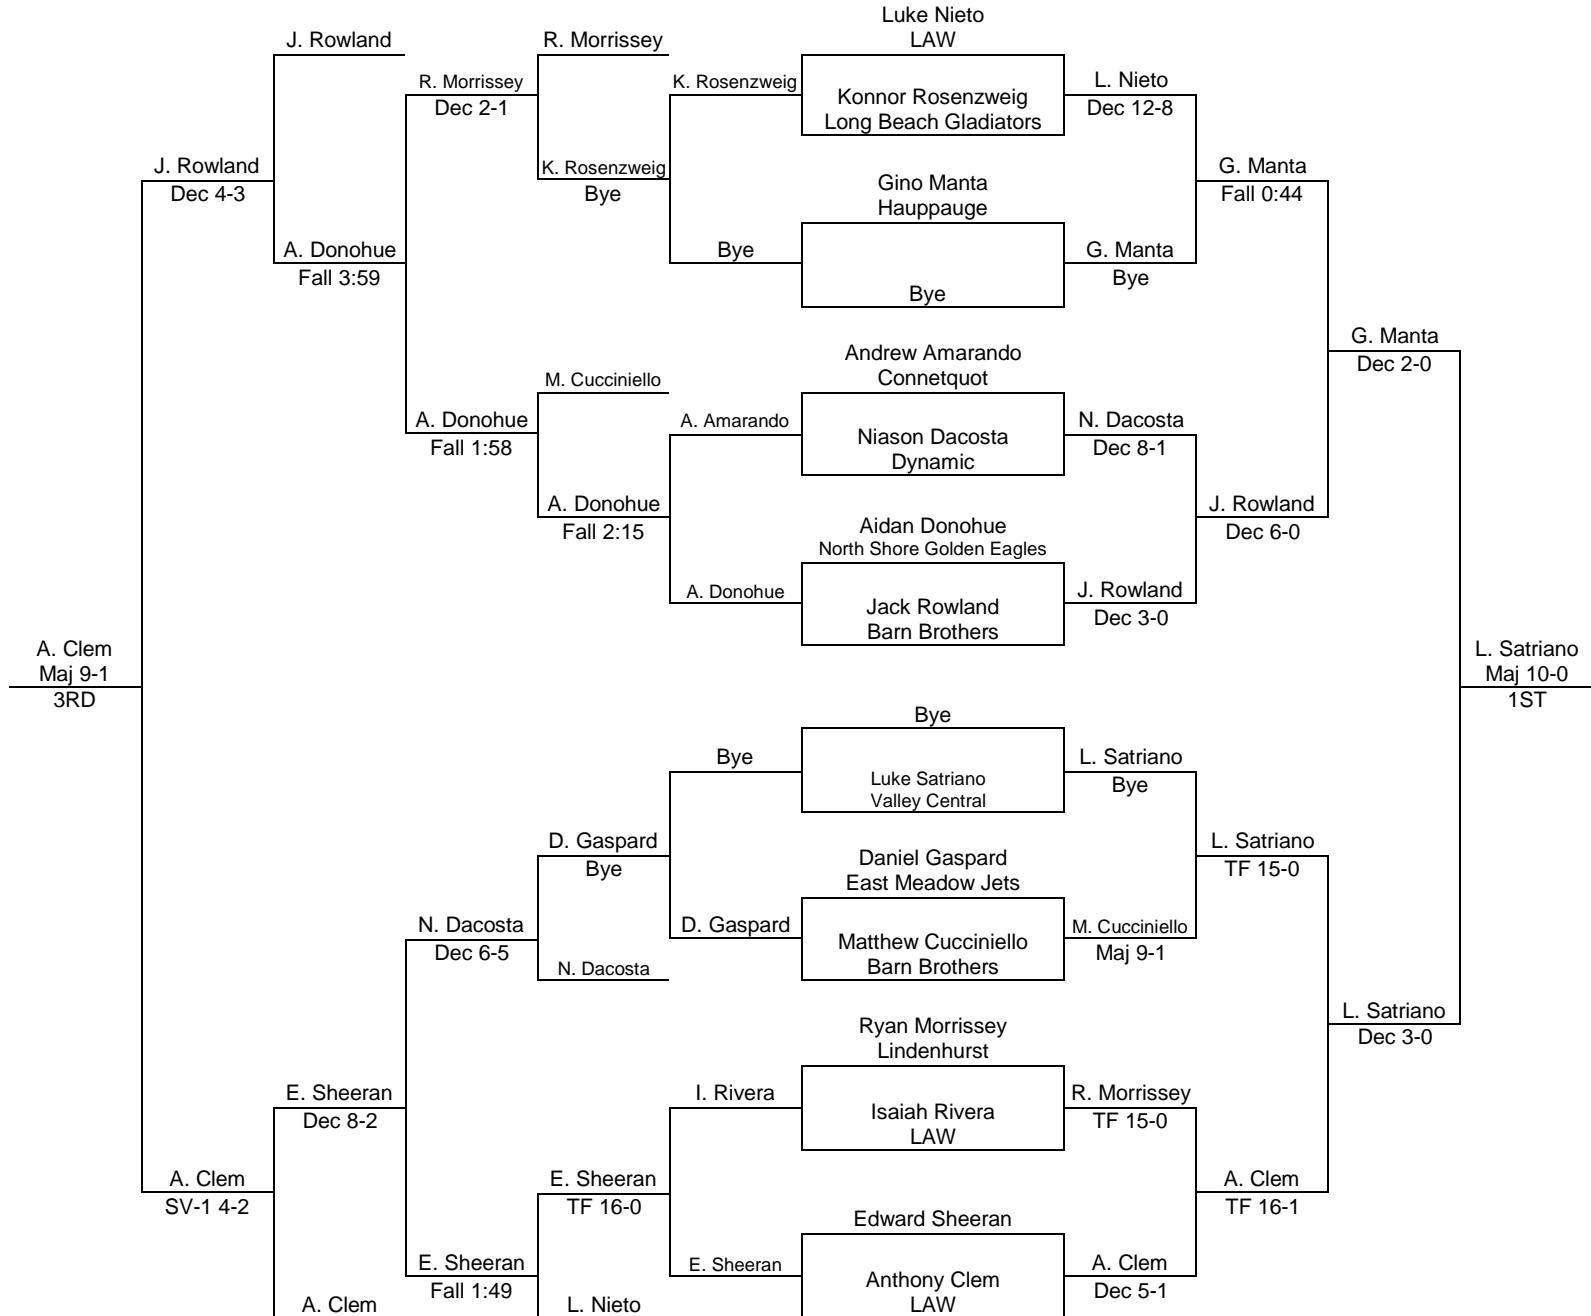 Luke Nieto
LAW
J. Rowland
R. Morrissey
R. Morrissey
Dec 2-1
K. Rosenzweig
Konnor Rosenzweig
Long Beach Gladiators
L. Nieto
Dec 12-8
J. Rowland
Dec 4-3
K. Rosenzweig
Bye
Gino Manta
Hauppauge
G. Manta
Fall 0:44
A. Donohue
Fall 3:59
Bye
Bye
G. Manta
Bye
G. Manta
Dec 2-0
M. Cucciniello
Andrew Amarando
Connetquot
A. Donohue
Fall 1:58
A. Amarando
Niason Dacosta
Dynamic
N. Dacosta
Dec 8-1
A. Donohue
Fall 2:15
Aidan Donohue
North Shore Golden Eagles
J. Rowland
Dec 6-0
A. Donohue
Jack Rowland
Barn Brothers
J. Rowland
Dec 3-0
A. Clem
Maj 9-1
3RD
L. Satriano
Maj 10-0
1ST
Bye
Bye
Luke Satriano
Valley Central
L. Satriano
Bye
D. Gaspard
Bye
Daniel Gaspard
East Meadow Jets
L. Satriano
TF 15-0
N. Dacosta
Dec 6-5
D. Gaspard
Matthew Cucciniello
Barn Brothers
M. Cucciniello
Maj 9-1
N. Dacosta
L. Satriano
Dec 3-0
Ryan Morrissey
Lindenhurst
E. Sheeran
Dec 8-2
I. Rivera
Isaiah Rivera
LAW
R. Morrissey
TF 15-0
A. Clem
SV-1 4-2
E. Sheeran
TF 16-0
A. Clem
TF 16-1
Edward Sheeran
E. Sheeran
Fall 1:49
E. Sheeran
Anthony Clem
LAW
A. Clem
Dec 5-1
A. Clem
L. Nieto